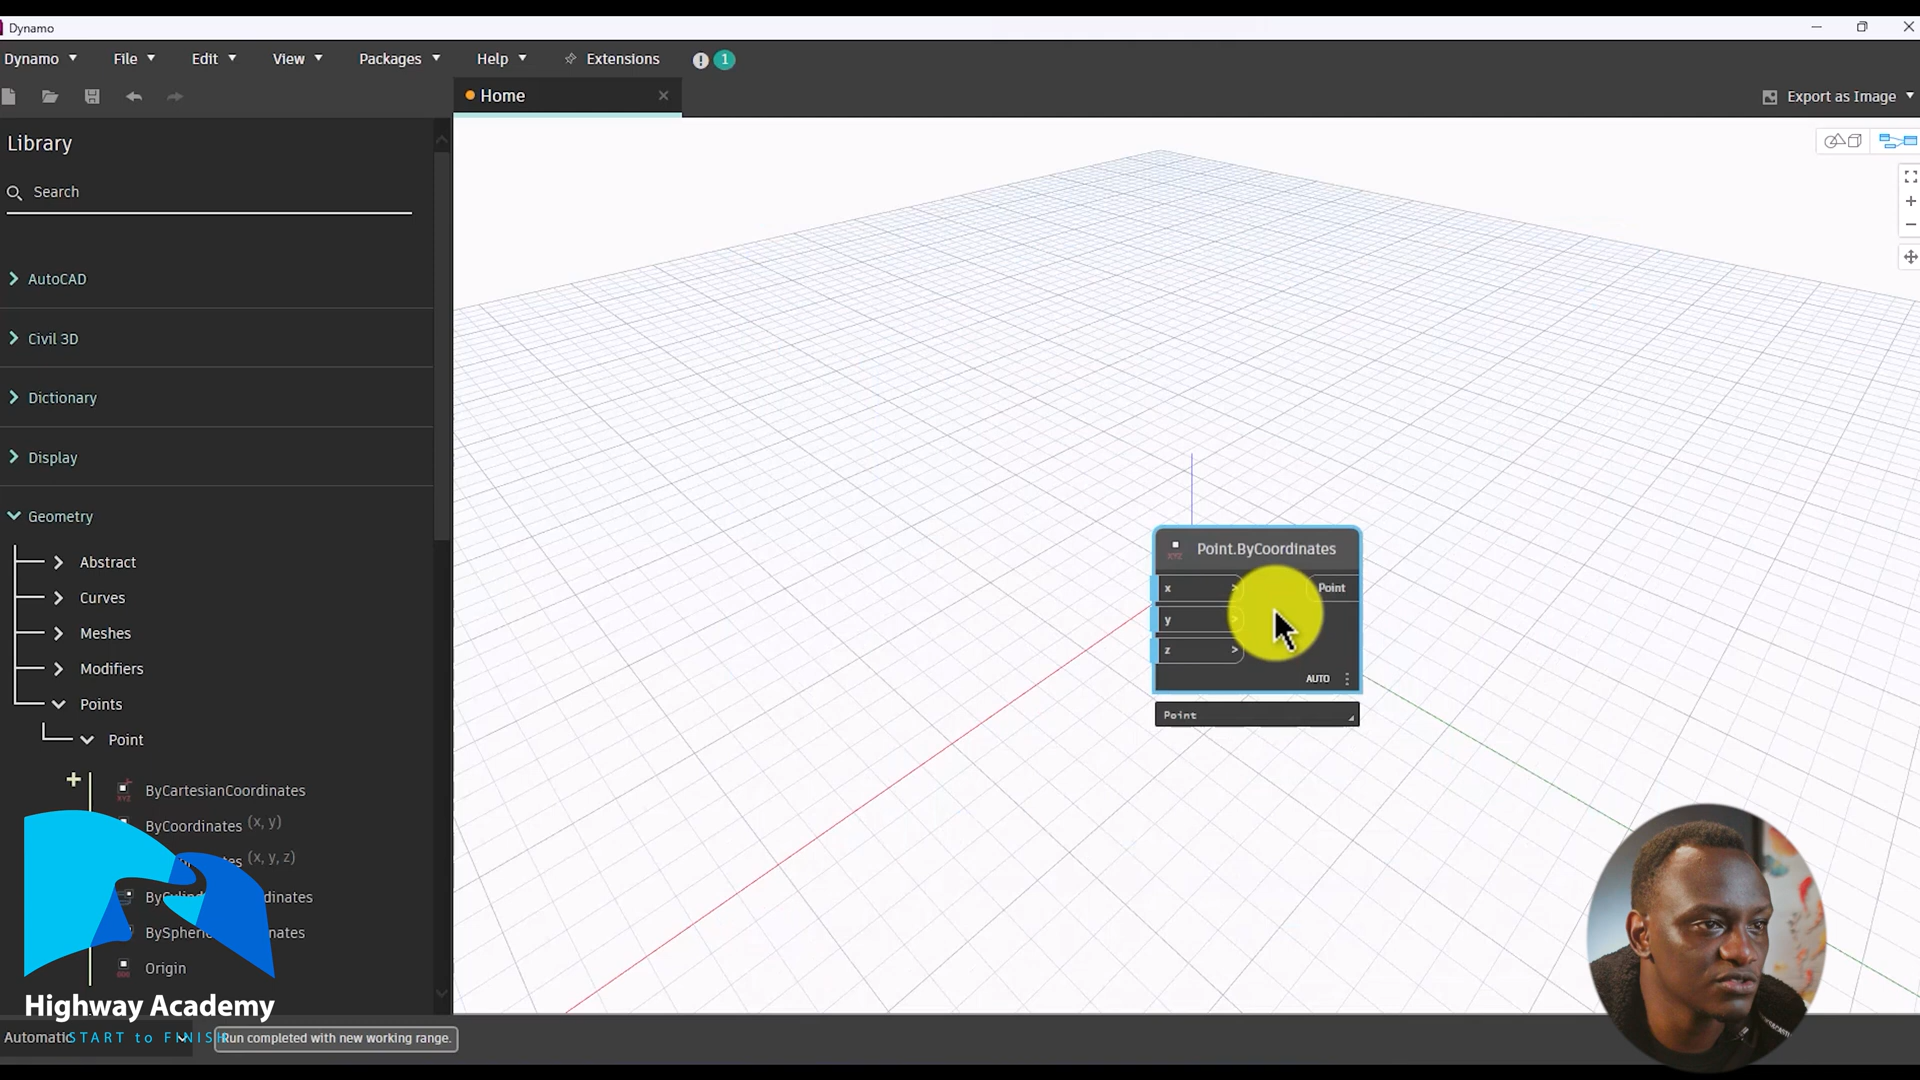 Dynamo
Dynamo File Edit View Packages Help Extensions 1
Home
Export as Image
Library
Search
AutoCAD
Civil 3D
Dictionary
Display
Geometry
Abstract
Curves
Meshes
Modifiers
Points
Point
ByCartesianCoordinates
ByCoordinates (x, y)
(x, y, z)
Origin
Point.ByCoordinates
x > Point
y >
z >
AUTO
Point
Highway Academy
START to FINISH
Automatic
Run completed with new working range.